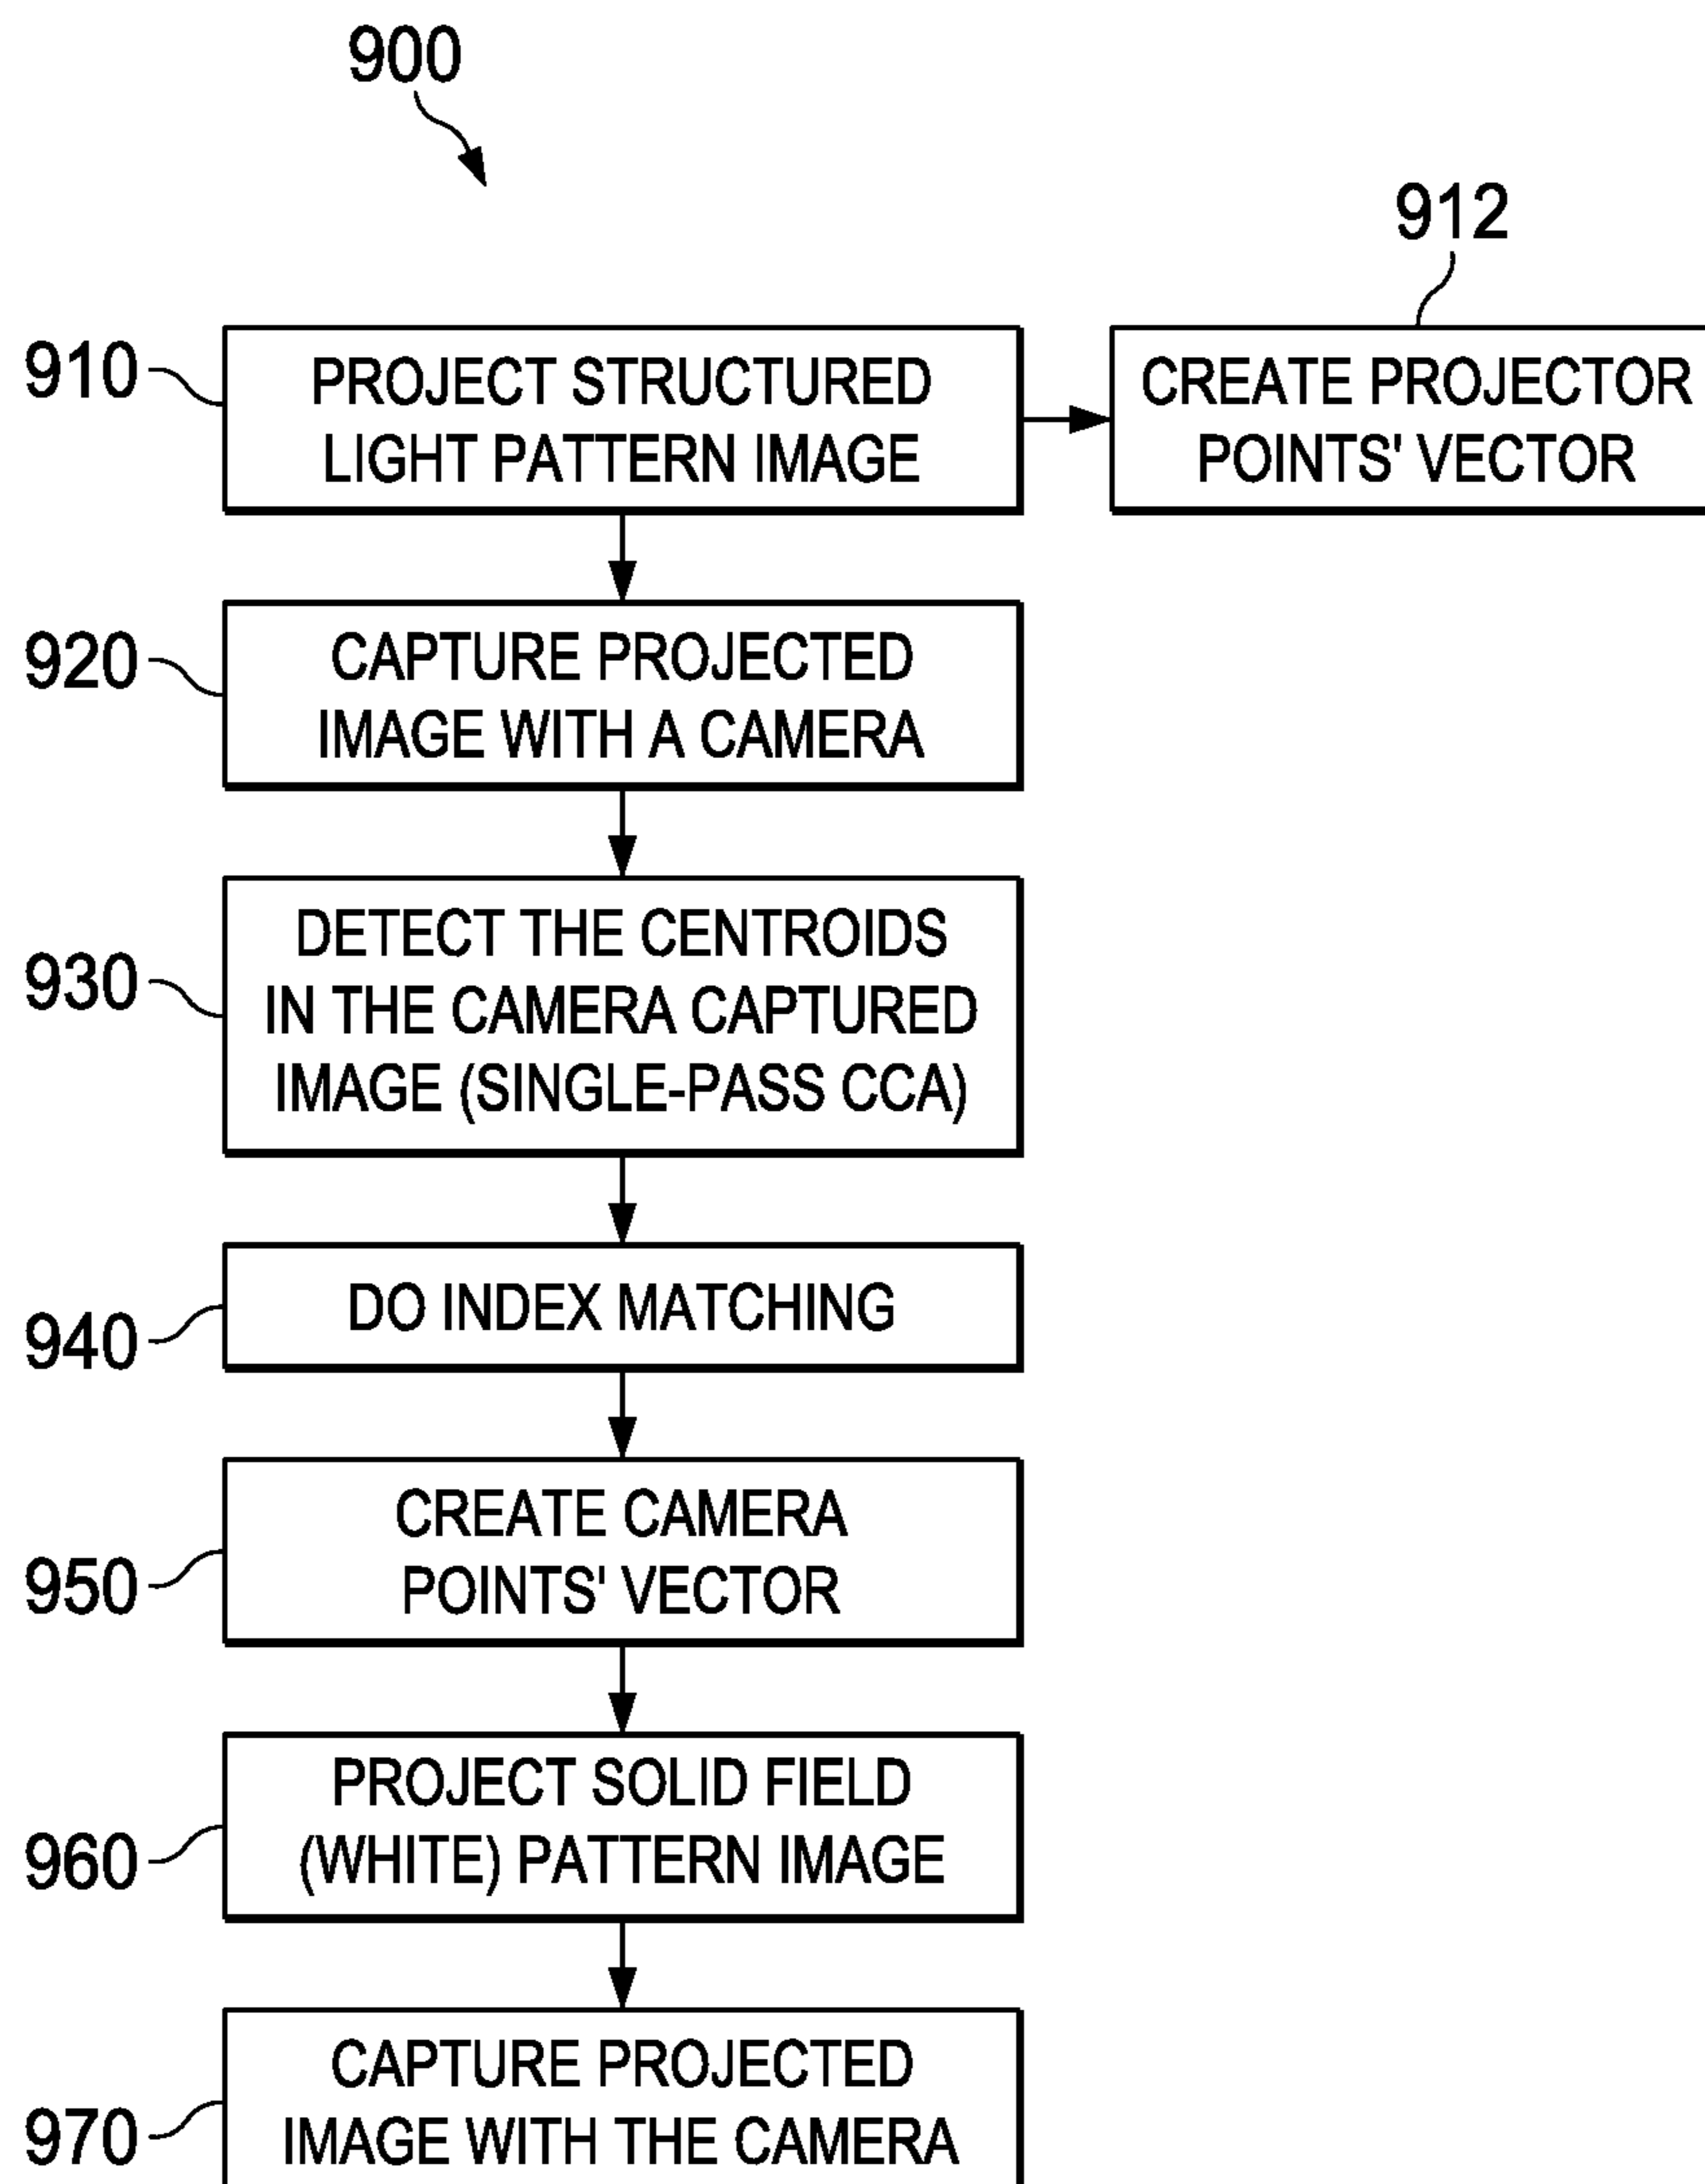 900
912
910
PROJECT STRUCTURED
LIGHT PATTERN IMAGE
CREATE PROJECTOR
POINTS' VECTOR
920
CAPTURE PROJECTED
IMAGE WITH A CAMERA
930
DETECT THE CENTROIDS
IN THE CAMERA CAPTURED
IMAGE (SINGLE-PASS CCA)
940
DO INDEX MATCHING
950
CREATE CAMERA
POINTS' VECTOR
960
PROJECT SOLID FIELD
(WHITE) PATTERN IMAGE
970
CAPTURE PROJECTED
IMAGE WITH THE CAMERA